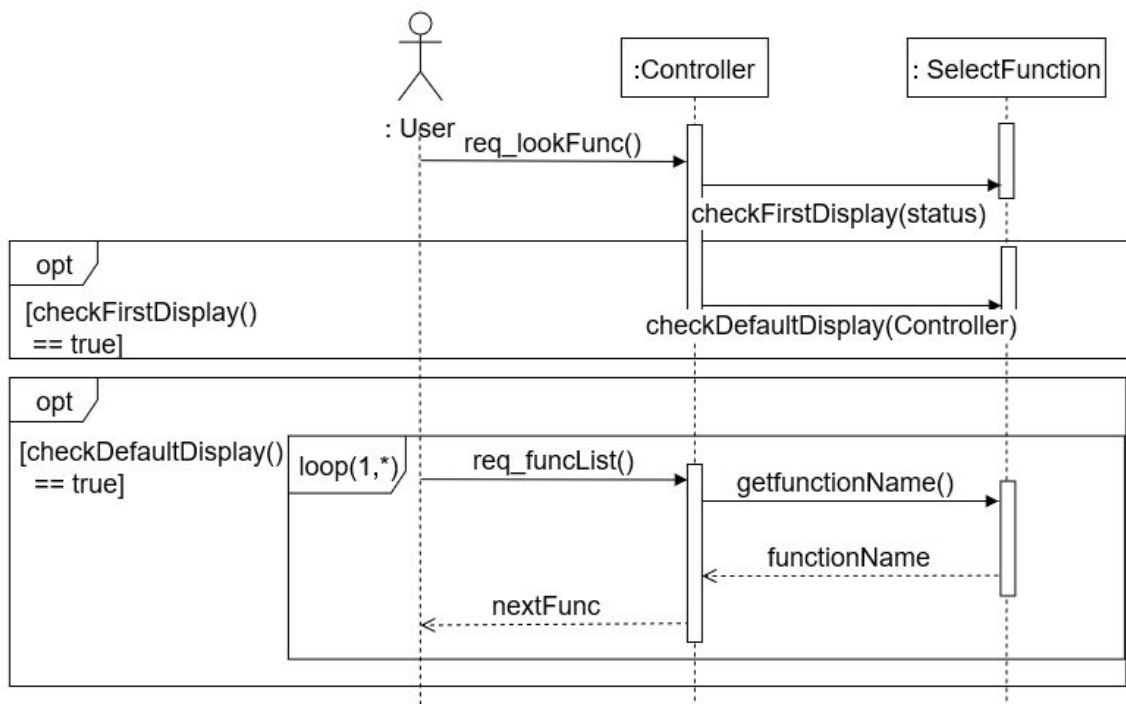 :Controller
: SelectFunction
: User
req_lookFunc()
checkFirstDisplay(status)
opt
[checkFirstDisplay()
== true]
checkDefaultDisplay(Controller)
opt
[checkDefaultDisplay()
== true]
loop(1,*)
req_funcList()
getfunctionName()
functionName
nextFunc